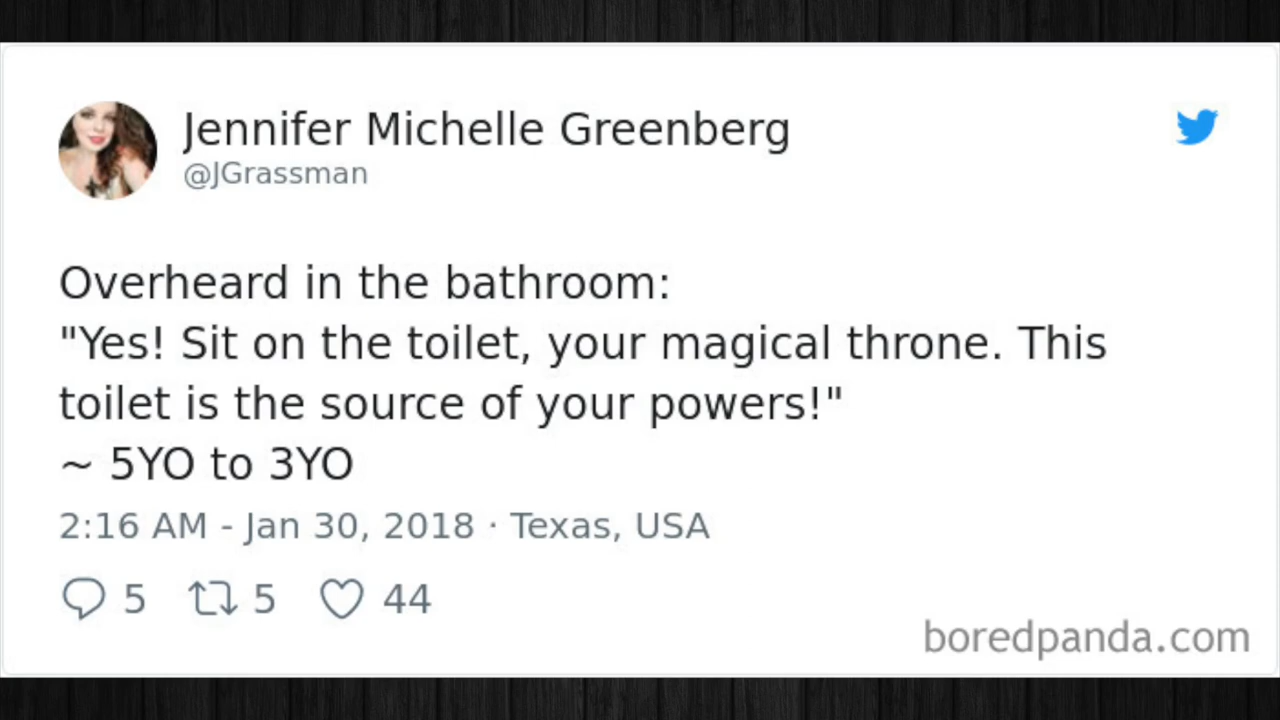 Jennifer Michelle Greenberg
@JGrassman
Overheard in the bathroom:
"Yes! Sit on the toilet, your magical throne. This
toilet is the source of your powers!"
~ 5YO to 3YO
2:16 AM - Jan 30, 2018 · Texas, USA
5 5 44
boredpanda.com